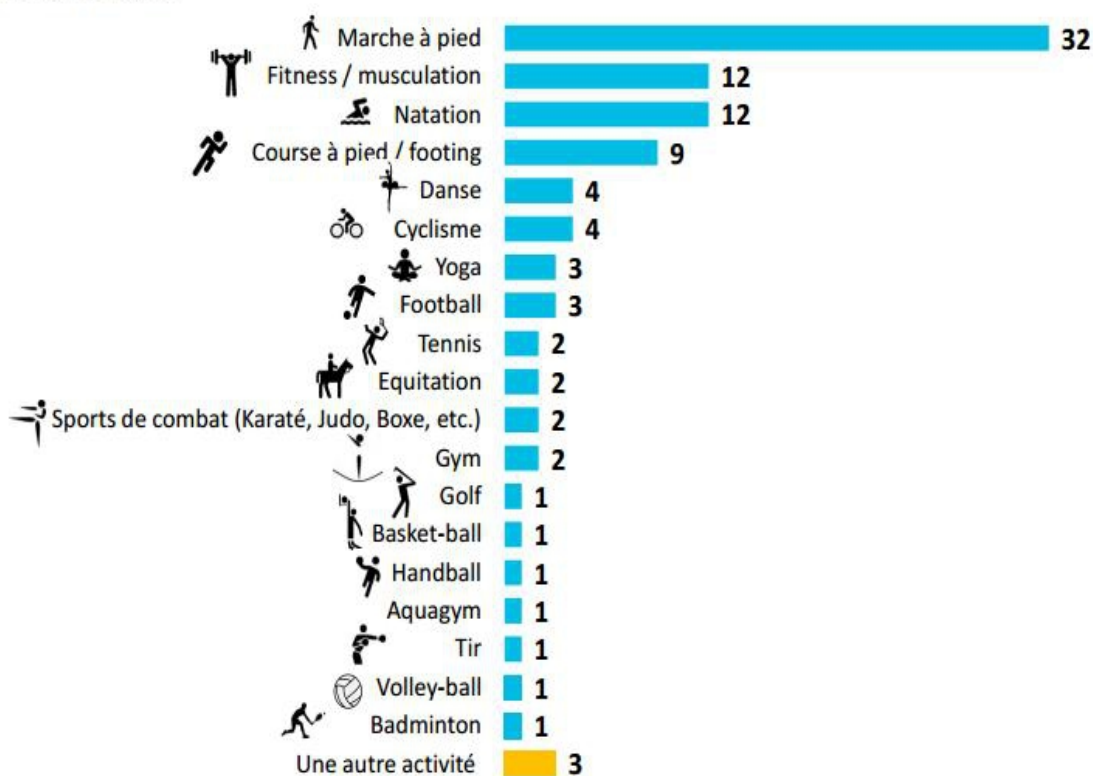 Marche à pied 32
Fitness / musculation 12
Natation 12
Course à pied / footing 9
Danse 4
Cyclisme 4
Yoga 3
Football 3
Tennis 2
Equitation 2
Sports de combat (Karaté, Judo, Boxe, etc.) 2
Gym 2
Golf 1
Basket-ball 1
Handball 1
Aquagym 1
Tir 1
Volley-ball 1
Badminton 1
Une autre activité 3